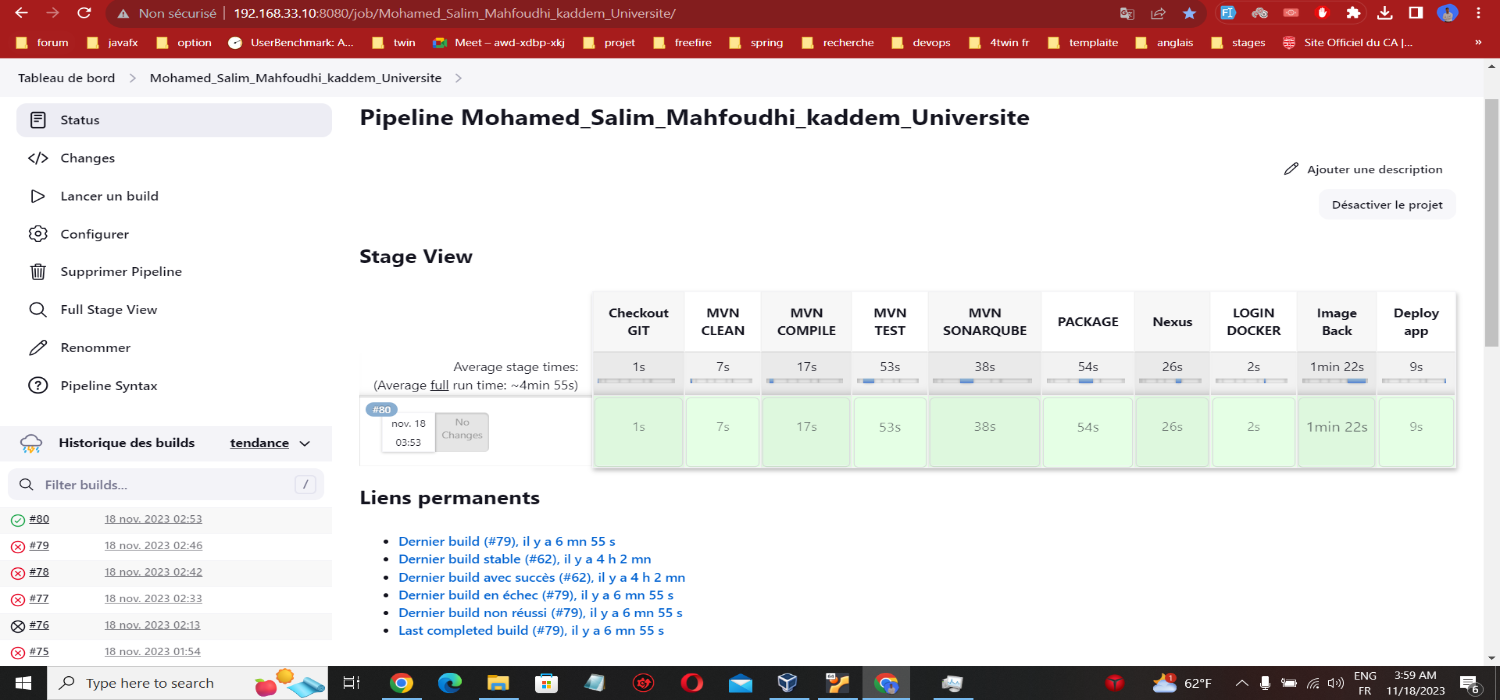 Non sécurisé
192.168.33.10:8080/job/Mohamed_Salim_Mahfoudhi_kaddem_Universite/
forum javafx option UserBenchmark: A... twin Meet – awd-xdbp-xkj projet freefire spring recherche devops 4twin fr templaite anglais stages Site Officiel du CA |... »
Tableau de bord > Mohamed_Salim_Mahfoudhi_kaddem_Universite >
Status
Changes
Lancer un build
Configurer
Supprimer Pipeline
Full Stage View
Renommer
Pipeline Syntax
Historique des builds tendance
Filter builds... /
#80 18 nov. 2023 02:53
#79 18 nov. 2023 02:46
#78 18 nov. 2023 02:42
#77 18 nov. 2023 02:33
#76 18 nov. 2023 02:13
#75 18 nov. 2023 01:54
Pipeline Mohamed_Salim_Mahfoudhi_kaddem_Universite
Ajouter une description
Désactiver le projet
Stage View
Checkout GIT
MVN CLEAN
MVN COMPILE
MVN TEST
MVN SONARQUBE
PACKAGE
Nexus
LOGIN DOCKER
Image Back
Deploy app
Average stage times:
(Average full run time: ~4min 55s)
1s 7s 17s 53s 38s 54s 26s 2s 1min 22s 9s
#80
nov. 18
03:53
No Changes
1s 7s 17s 53s 38s 54s 26s 2s 1min 22s 9s
Liens permanents
Dernier build (#79), il y a 6 mn 55 s
Dernier build stable (#62), il y a 4 h 2 mn
Dernier build avec succès (#62), il y a 4 h 2 mn
Dernier build en échec (#79), il y a 6 mn 55 s
Dernier build non réussi (#79), il y a 6 mn 55 s
Last completed build (#79), il y a 6 mn 55 s
Type here to search
62°F
ENG
FR
3:59 AM
11/18/2023
6